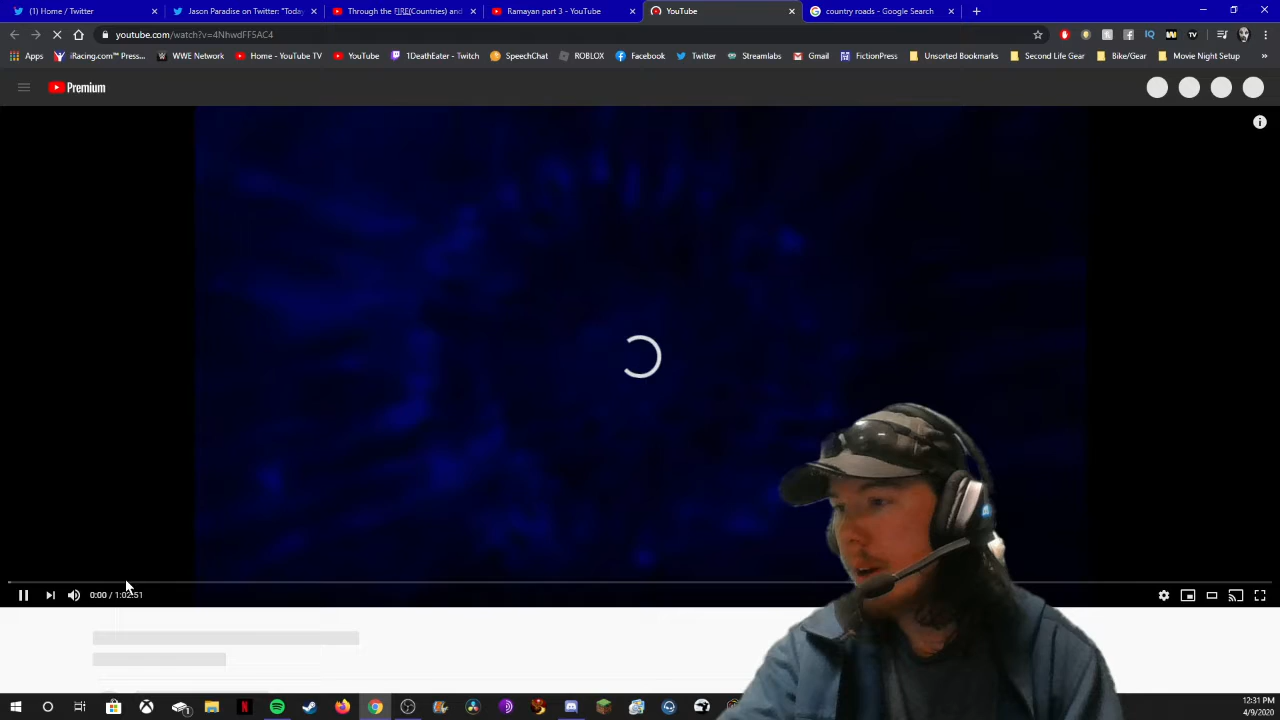 (1) Home / Twitter
Jason Paradise on Twitter: "Today
Through the FIRE(Countries) and
Ramayan part 3 - YouTube
YouTube
country roads - Google Search
youtube.com/watch?v=4NhwdFF5AC4
Apps
iRacing.com™ Press...
WWE Network
Home - YouTube TV
YouTube
1DeathEater - Twitch
SpeechChat
ROBLOX
Facebook
Twitter
Streamlabs
Gmail
FictionPress
Unsorted Bookmarks
Second Life Gear
Bike/Gear
Movie Night Setup
Premium
0:00 / 1:02:51
12:31 PM
4/9/2020